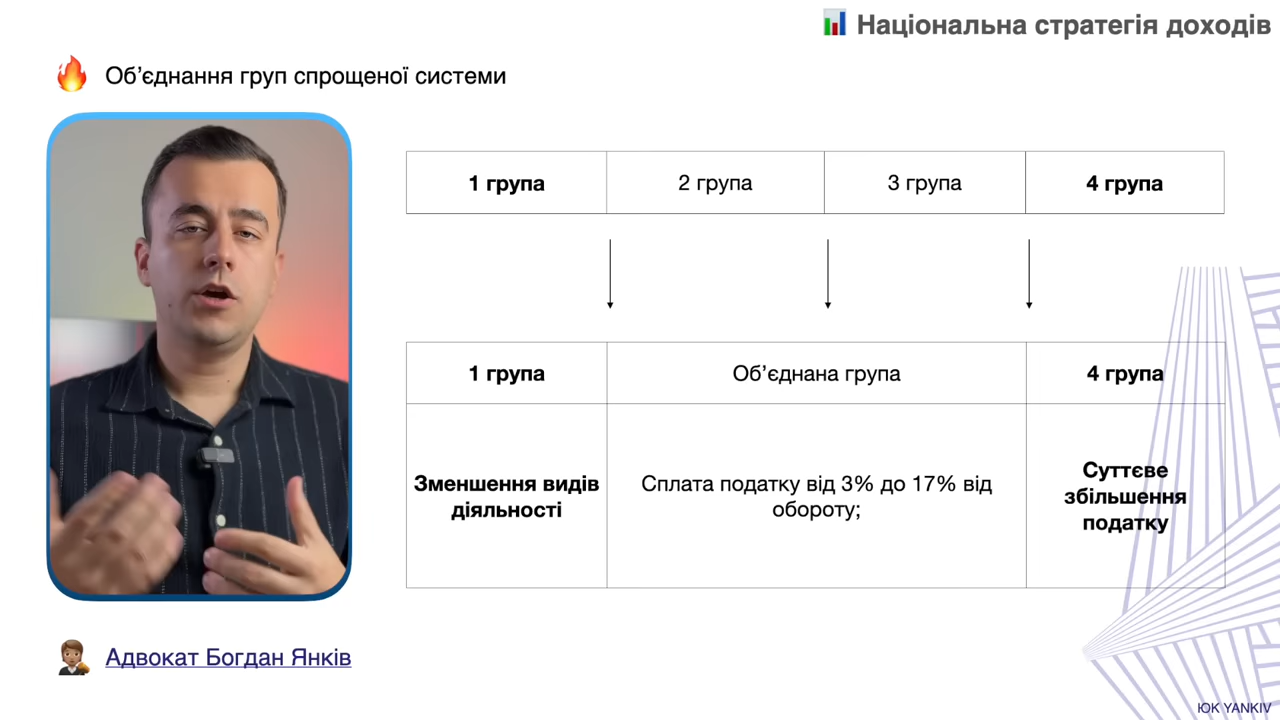 Національна стратегія доходів
Об’єднання груп спрощеної системи
1 група
2 група
3 група
4 група
1 група
Об’єднана група
4 група
Зменшення видів
діяльності
Сплата податку від 3% до 17% від
обороту;
Суттєве
збільшення
податку
Адвокат Богдан Янків
ЮК YANKIV